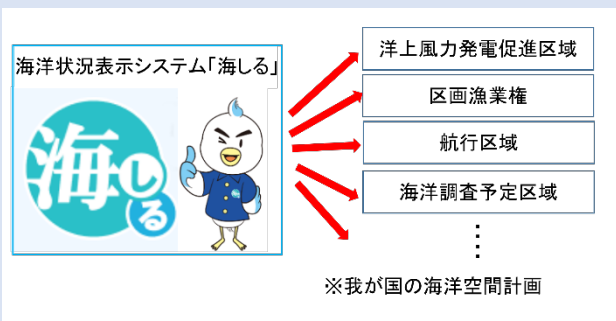 海洋状況表示システム「海しる」
海しる
洋上風力発電促進区域
区画漁業権
航行区域
海洋調査予定区域
※我が国の海洋空間計画